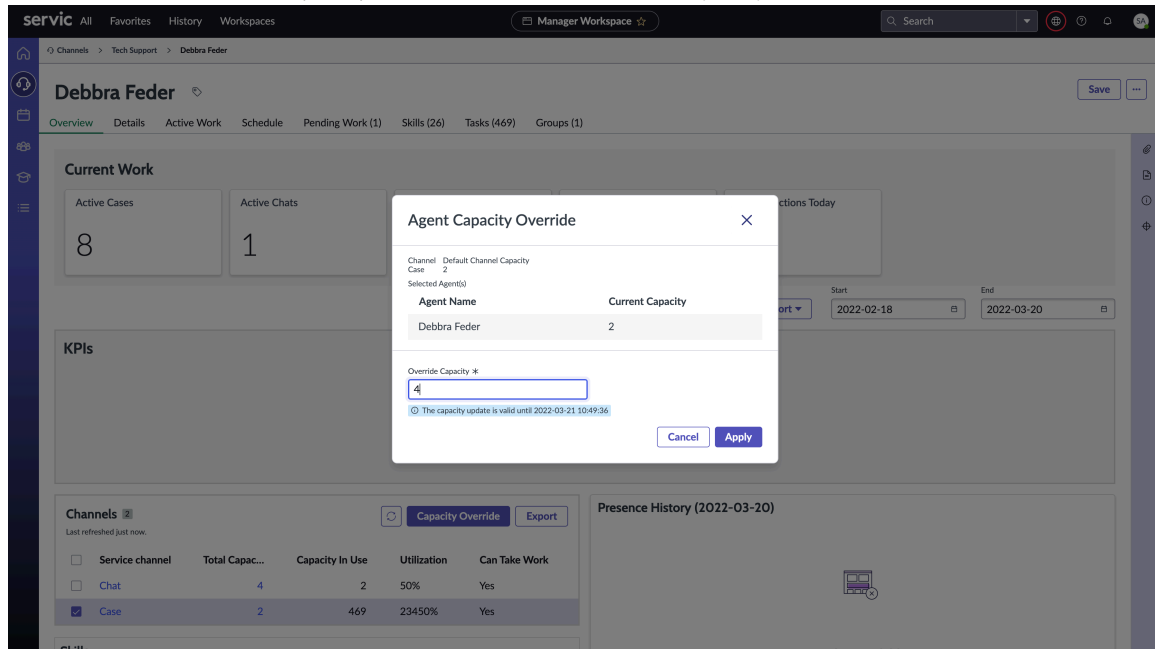 servic All Favorites History Workspaces Manager Workspace Search SA
Channels > Tech Support > Debbra Feder
Debbra Feder Save
Overview Details Active Work Schedule Pending Work (1) Skills (26) Tasks (469) Groups (1)
Current Work
Active Cases Active Chats ctions Today
8 1
Agent Capacity Override
Channel Default Channel Capacity
Case 2
Selected Agent(s)
Agent Name Current Capacity
Debbra Feder 2
Override Capacity *
4
The capacity update is valid until 2022-03-21 10:49:36
Cancel Apply
Start End
ort 2022-02-18 2022-03-20
KPIs
Channels 2 Capacity Override Export
Last refreshed just now.
Service channel Total Capac... Capacity In Use Utilization Can Take Work
Chat 4 2 50% Yes
Case 2 469 23450% Yes
Presence History (2022-03-20)